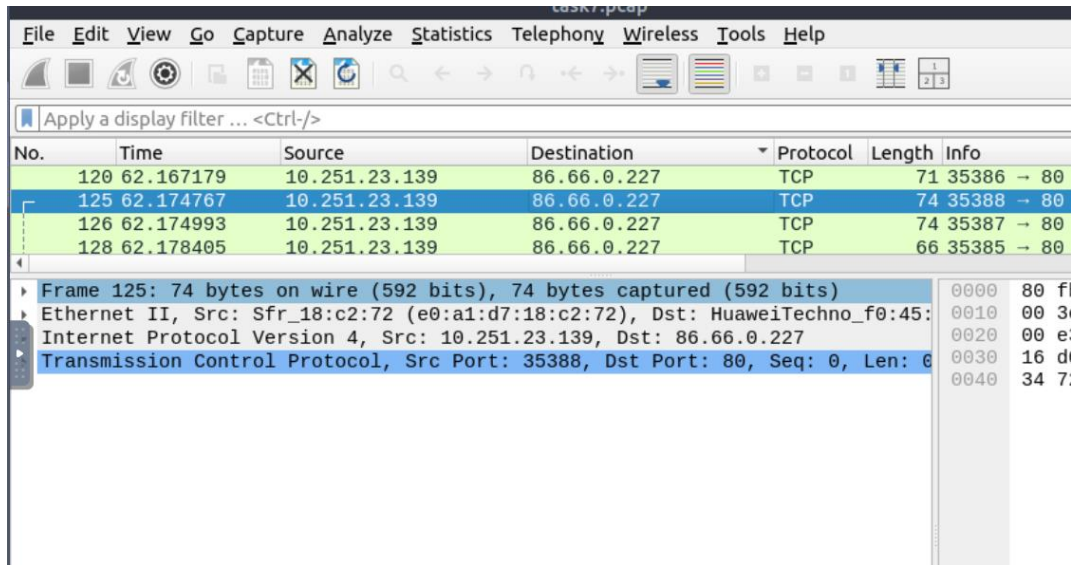 task7.pcap
File Edit View Go Capture Analyze Statistics Telephony Wireless Tools Help
Apply a display filter ... <Ctrl-/>
No. Time Source Destination Protocol Length Info
120 62.167179 10.251.23.139 86.66.0.227 TCP 71 35386 → 80
125 62.174767 10.251.23.139 86.66.0.227 TCP 74 35388 → 80
126 62.174993 10.251.23.139 86.66.0.227 TCP 74 35387 → 80
128 62.178405 10.251.23.139 86.66.0.227 TCP 66 35385 → 80
Frame 125: 74 bytes on wire (592 bits), 74 bytes captured (592 bits)
Ethernet II, Src: Sfr_18:c2:72 (e0:a1:d7:18:c2:72), Dst: HuaweiTechno_f0:45:
Internet Protocol Version 4, Src: 10.251.23.139, Dst: 86.66.0.227
Transmission Control Protocol, Src Port: 35388, Dst Port: 80, Seq: 0, Len: 0
0000 80
0010 00
0020 00
0030 16
0040 34